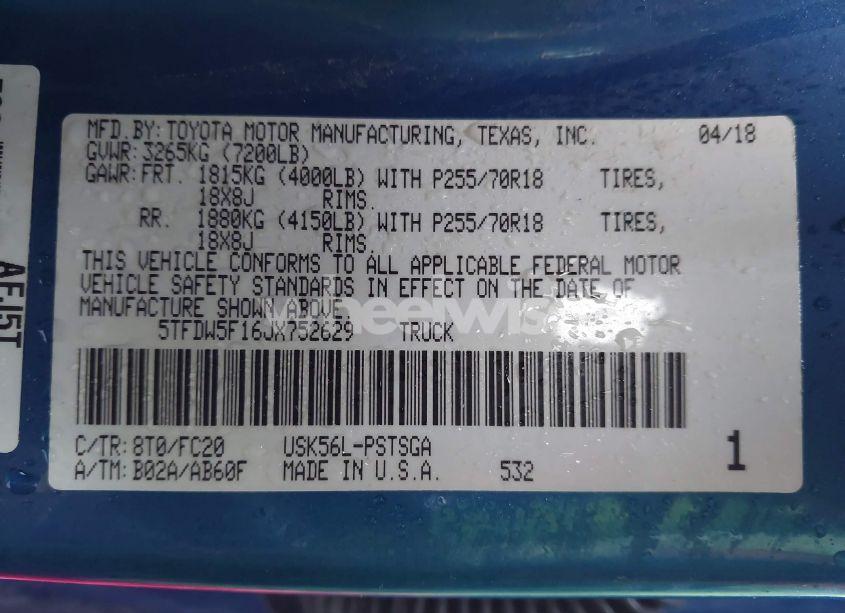 MFD.BY: TOYOTA MOTOR MANUFACTURING, TEXAS, INC. 04/18
GVWR: 3265KG (7200LB)
GAWR: FRT. 1815KG (4000LB) WITH P255/70R18 TIRES,
18X8J RIMS.
RR. 1880KG (4150LB) WITH P255/70R18 TIRES,
18X8J RIMS.
THIS VEHICLE CONFORMS TO ALL APPLICABLE FEDERAL MOTOR
VEHICLE SAFETY STANDARDS IN EFFECT ON THE DATE OF
MANUFACTURE SHOWN ABOVE.
5TFDW5F16JX752629 TRUCK
C/TR: 8T0/FC20 USK56L-PSTSGA
A/TM: B02A/AB60F MADE IN U.S.A. 532
1